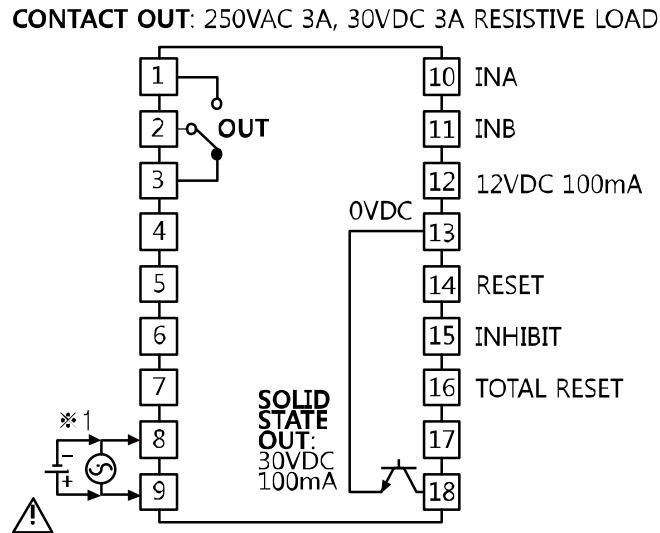 CONTACT OUT: 250VAC 3A, 30VDC 3A RESISTIVE LOAD
1
2
3
4
5
6
7
8
9
OUT
※1
−
+
!
0VDC
SOLID
STATE
OUT:
30VDC
100mA
10 INA
11 INB
12 12VDC 100mA
13
14 RESET
15 INHIBIT
16 TOTAL RESET
17
18